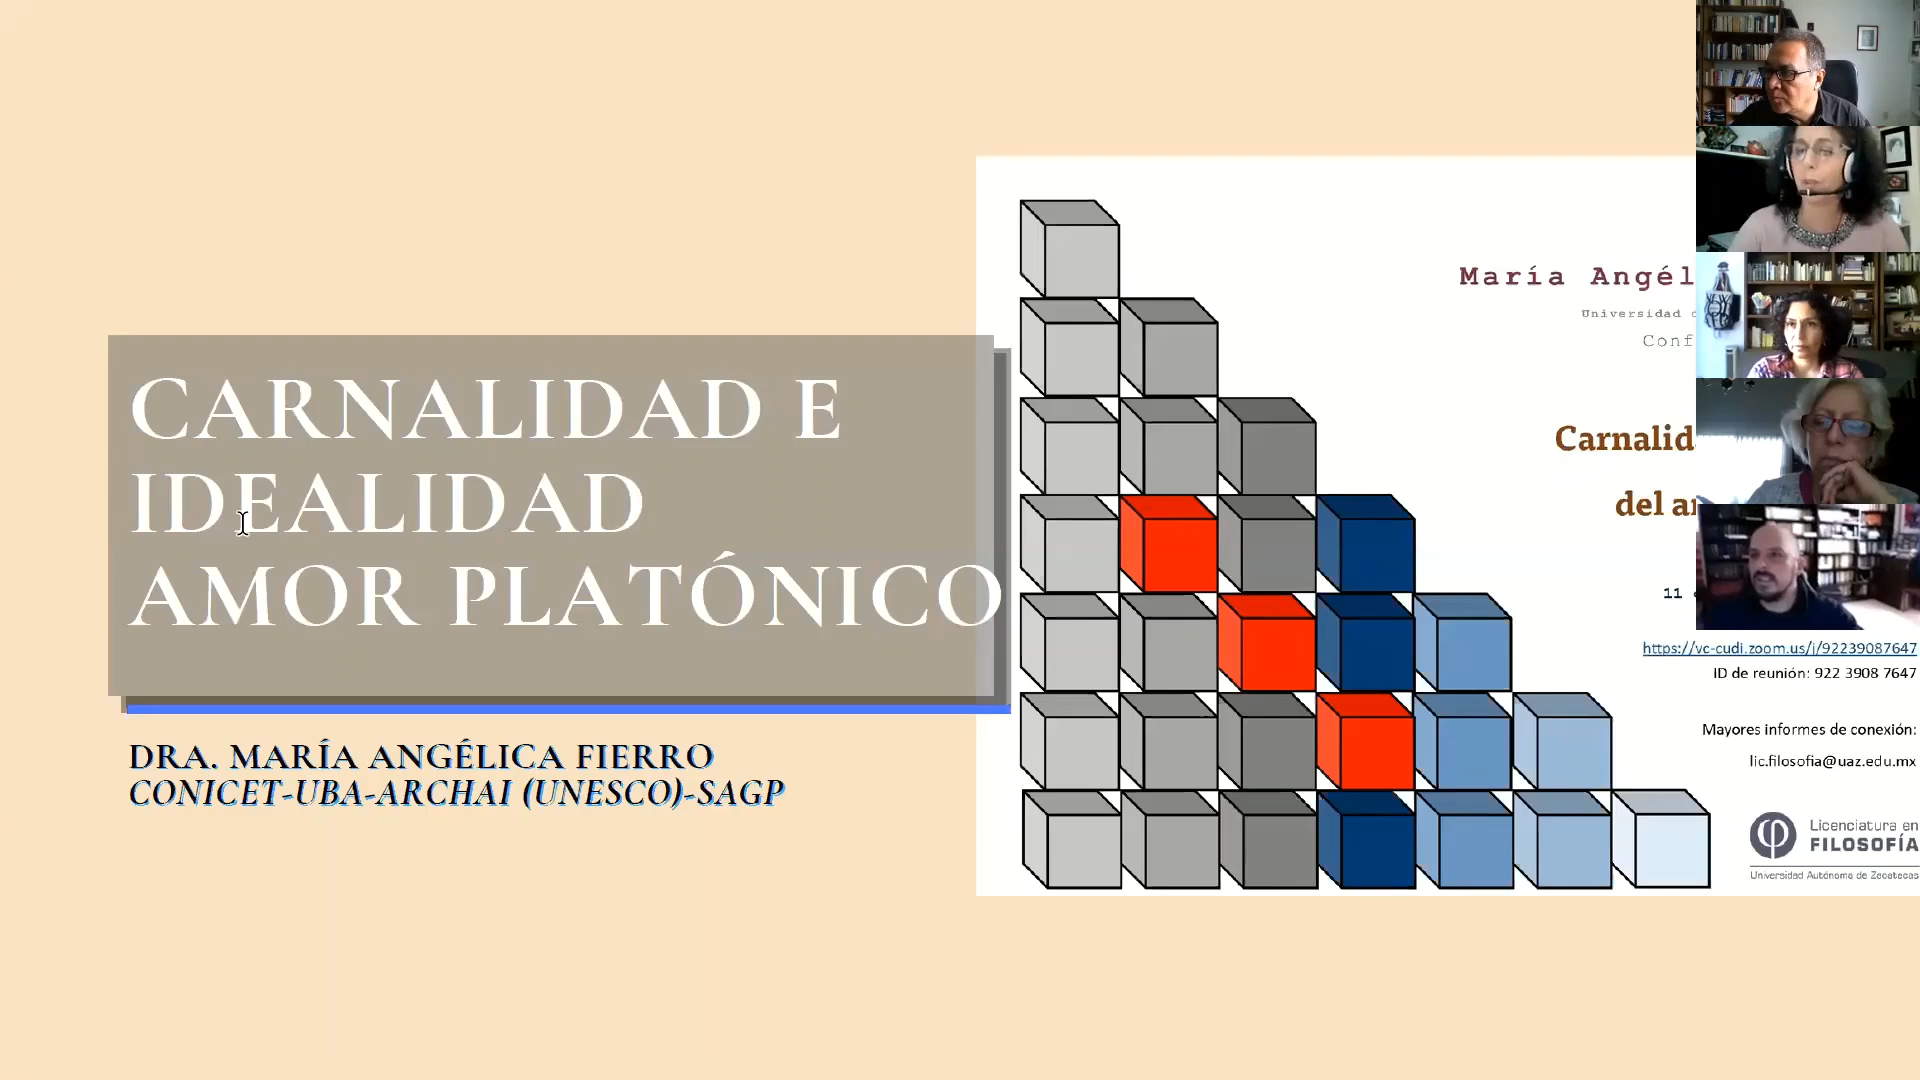 CARNALIDAD E
IDEALIDAD
AMOR PLATÓNICO
DRA. MARÍA ANGÉLICA FIERRO
CONICET-UBA-ARCHAI (UNESCO)-SAGP
María Angél
Universidad
Conf
Carnalid
del a
11
https://vc-cudi.zoom.us/j/92239087647
ID de reunión: 922 3908 7647
Mayores informes de conexión:
lic.filosofia@uaz.edu.mx
Licenciatura en
FILOSOFÍA
Universidad Autónoma de Zacatecas